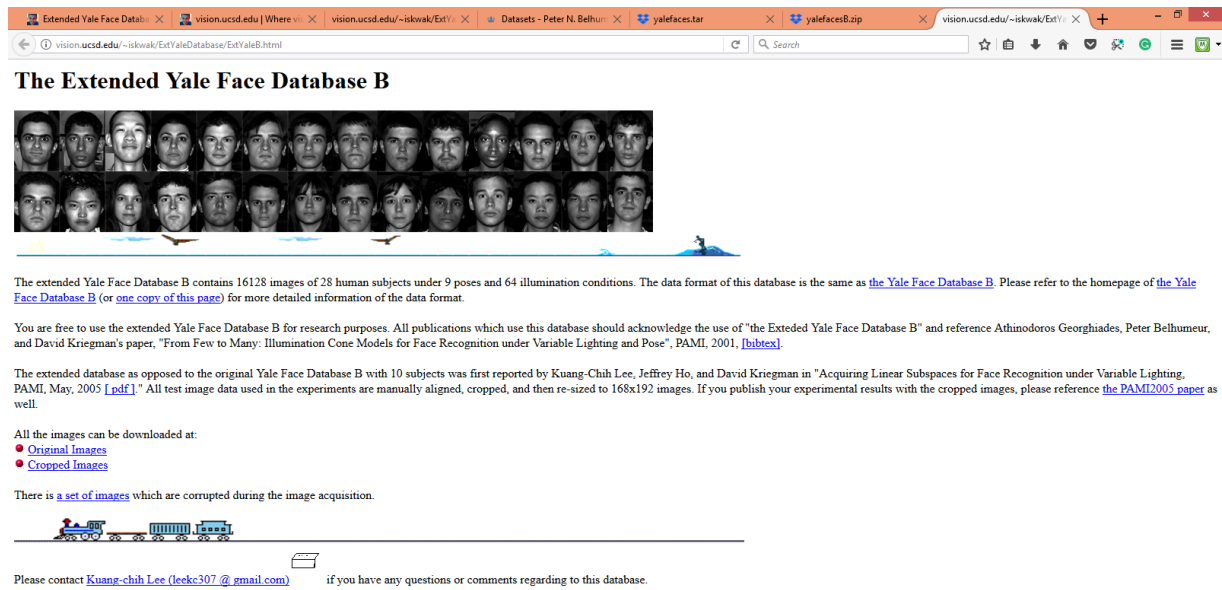 Extended Yale Face Databa
vision.ucsd.edu | Where vis
vision.ucsd.edu/~iskwak/ExtYa
Datasets - Peter N. Belhum
yalefaces.tar
yalefacesB.zip
vision.ucsd.edu/~iskwak/ExtYa
vision.ucsd.edu/~iskwak/ExtYaleDatabase/ExtYaleB.html
Search
The Extended Yale Face Database B
The extended Yale Face Database B contains 16128 images of 28 human subjects under 9 poses and 64 illumination conditions. The data format of this database is the same as the Yale Face Database B. Please refer to the homepage of the Yale
Face Database B (or one copy of this page) for more detailed information of the data format.
You are free to use the extended Yale Face Database B for research purposes. All publications which use this database should acknowledge the use of "the Exteded Yale Face Database B" and reference Athinodoros Georghiades, Peter Belhumeur,
and David Kriegman's paper, "From Few to Many: Illumination Cone Models for Face Recognition under Variable Lighting and Pose", PAMI, 2001, [bibtex].
The extended database as opposed to the original Yale Face Database B with 10 subjects was first reported by Kuang-Chih Lee, Jeffrey Ho, and David Kriegman in "Acquiring Linear Subspaces for Face Recognition under Variable Lighting,
PAMI, May, 2005 [ pdf ]." All test image data used in the experiments are manually aligned, cropped, and then re-sized to 168x192 images. If you publish your experimental results with the cropped images, please reference the PAMI2005 paper as
well.
All the images can be downloaded at:
Original Images
Cropped Images
There is a set of images which are corrupted during the image acquisition.
Please contact Kuang-chih Lee (leekc307 @ gmail.com) if you have any questions or comments regarding to this database.